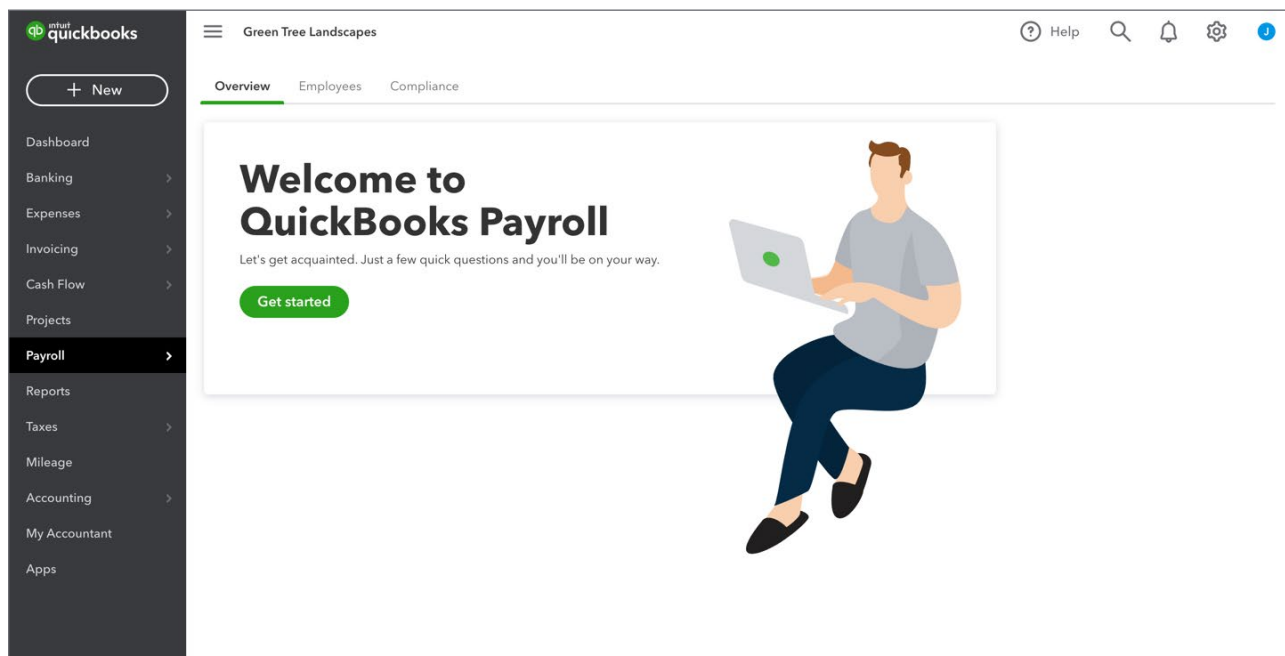 qb intuit quickbooks
Green Tree Landscapes
? Help
J
+ New
Overview Employees Compliance
Dashboard
Banking
Expenses
Invoicing
Cash Flow
Projects
Payroll
Reports
Taxes
Mileage
Accounting
My Accountant
Apps
Welcome to
QuickBooks Payroll
Let's get acquainted. Just a few quick questions and you'll be on your way.
Get started